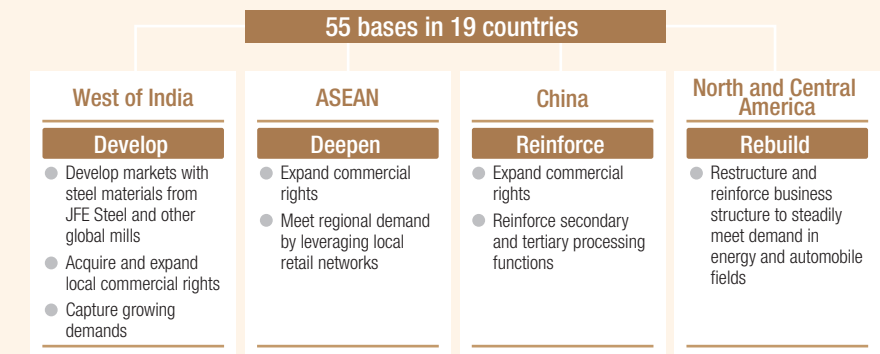 55 bases in 19 countries
West of India
Develop
Develop markets with
steel materials from
JFE Steel and other
global mills
Acquire and expand
local commercial rights
Capture growing
demands
ASEAN
Deepen
Expand commercial
rights
Meet regional demand
by leveraging local
retail networks
China
Reinforce
Expand commercial
rights
Reinforce secondary
and tertiary processing
functions
North and Central
America
Rebuild
Restructure and
reinforce business
structure to steadily
meet demand in
energy and automobile
fields